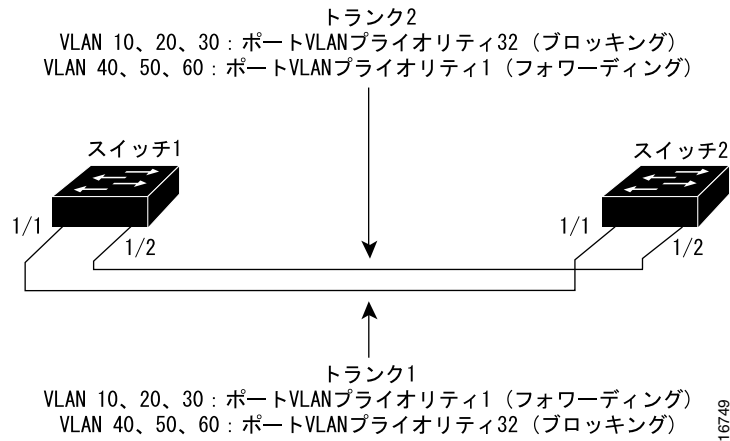 トランク2
VLAN 10、20、30：ポートVLANプライオリティ32（ブロッキング）
VLAN 40、50、60：ポートVLANプライオリティ1（フォワーディング）
スイッチ1
スイッチ2
1/1
1/2
1/1
1/2
トランク1
VLAN 10、20、30：ポートVLANプライオリティ1（フォワーディング）
VLAN 40、50、60：ポートVLANプライオリティ32（ブロッキング）
16749